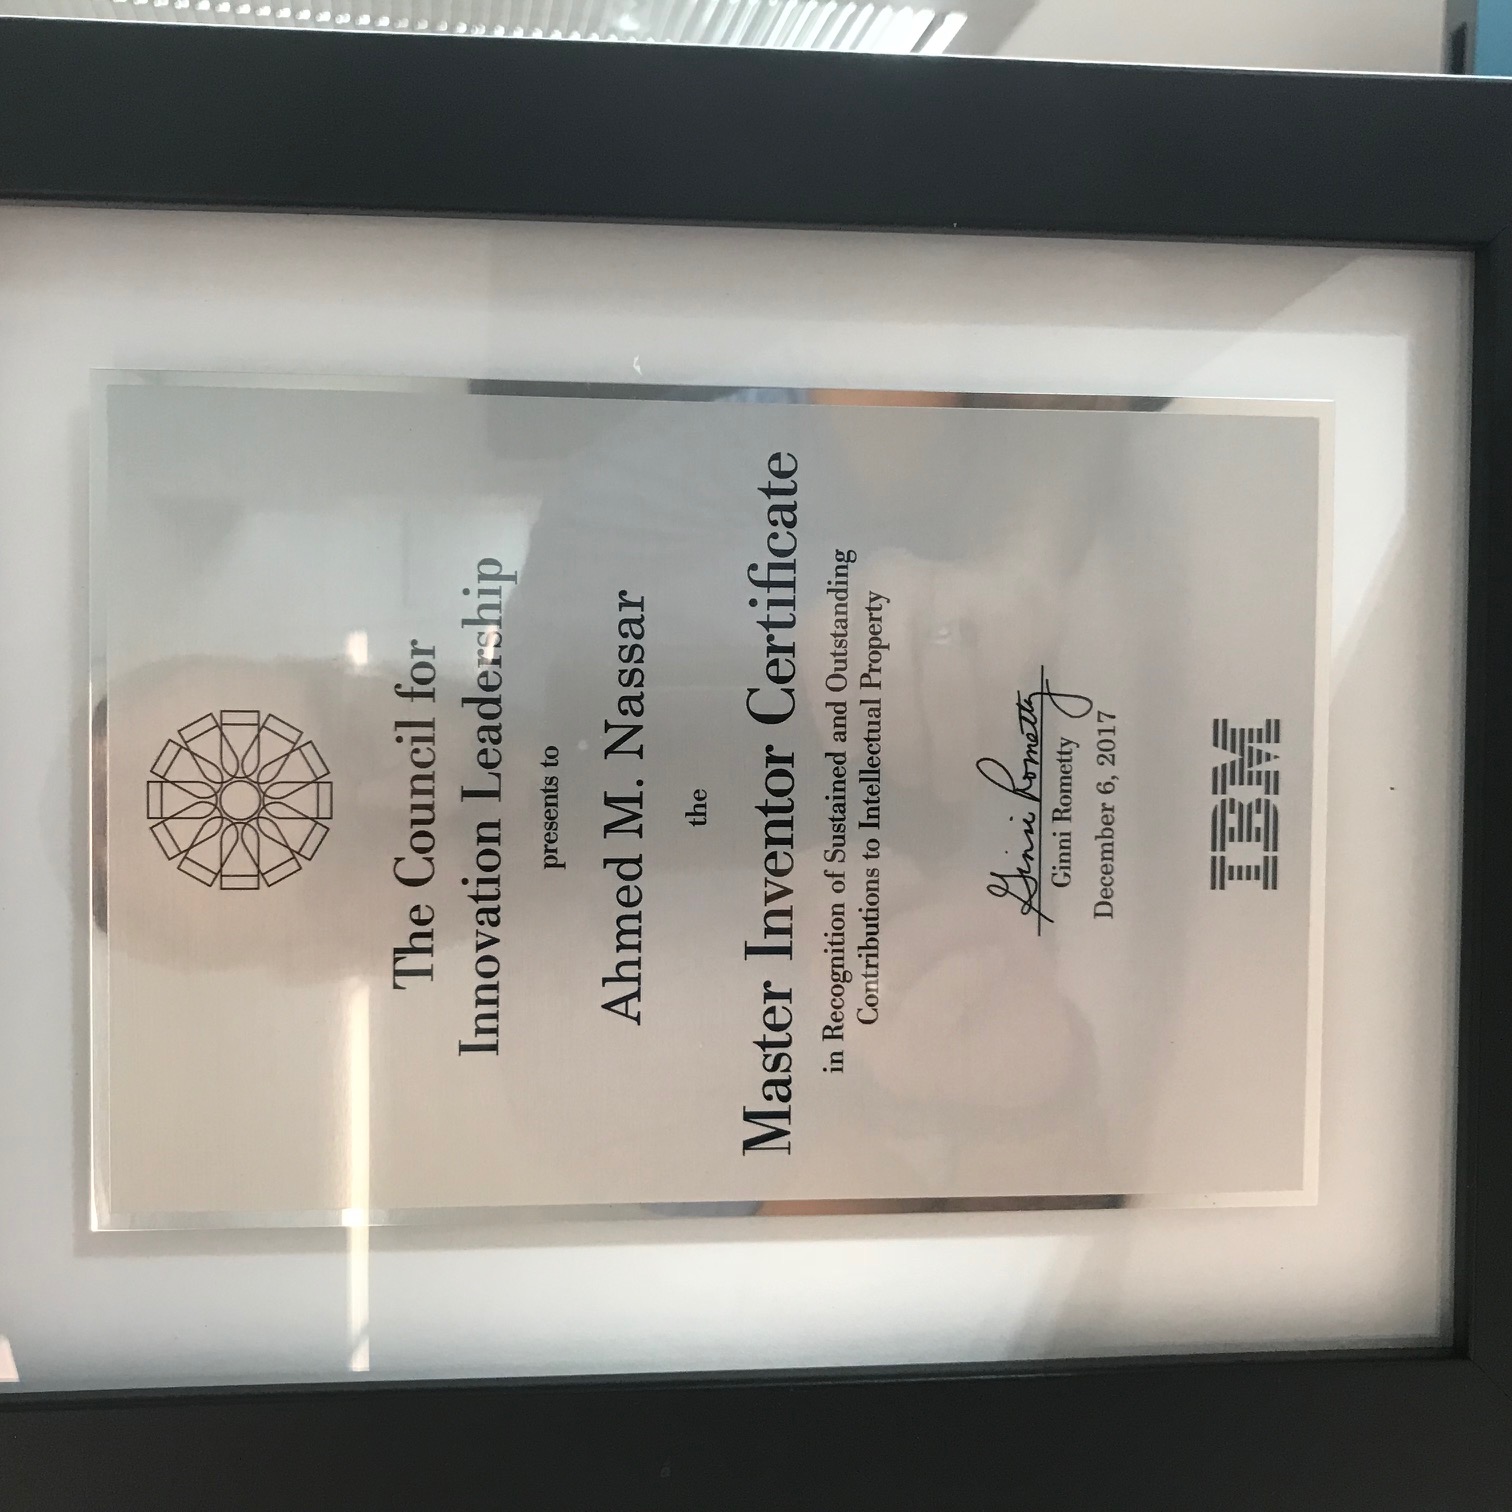 The Council for
Innovation Leadership
presents to
Ahmed M. Nassar
the
Master Inventor Certificate
in Recognition of Sustained and Outstanding
Contributions to Intellectual Property
Ginni Rometty
Ginni Rometty
December 6, 2017
IBM